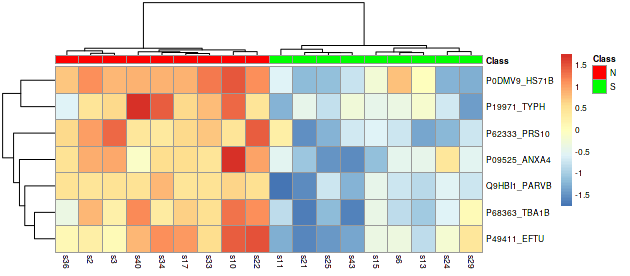 Class
P0DMV9_HS71B
P19971_TYPH
P62333_PRS10
P09525_ANXA4
Q9HBI1_PARVB
P68363_TBA1B
P49411_EFTU
s36 s2 s3 s40 s34 s17 s33 s10 s22 s11 s21 s25 s43 s15 s6 s13 s24 s29
1.5
1
0.5
0
-0.5
-1
-1.5
Class
N
S